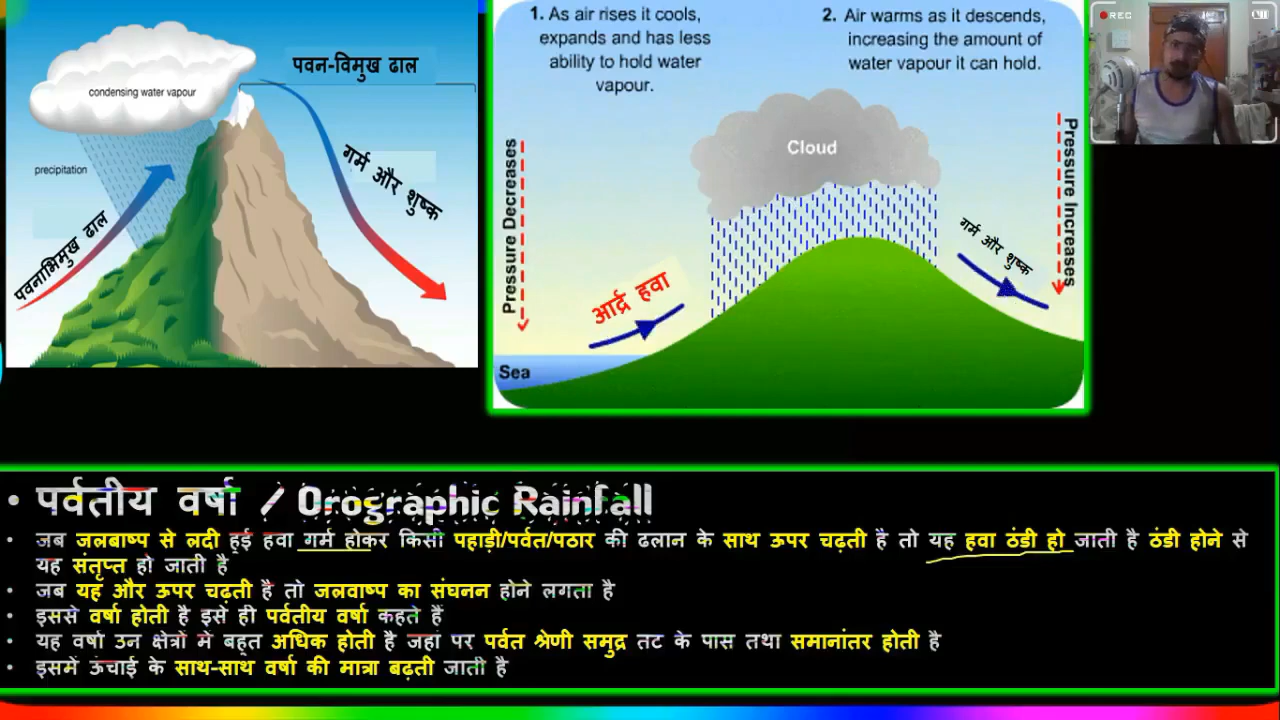 condensing water vapour
पवन-विमुख ढाल
precipitation
गर्म और शुष्क
पवनाभिमुख ढाल
1. As air rises it cools,
expands and has less
ability to hold water
vapour.
2. Air warms as it descends,
increasing the amount of
water vapour it can hold.
Pressure Decreases
Cloud
Pressure Increases
गर्म और शुष्क
आर्द्र हवा
Sea
REC
• पर्वतीय वर्षा / Orographic Rainfall
• जब जलबाष्प से लदी हुई हवा गर्म होकर किसी पहाड़ी/पर्वत/पठार की ढलान के साथ ऊपर चढ़ती है तो यह हवा ठंडी हो जाती है ठंडी होने से
यह संतृप्त हो जाती है
• जब यह और ऊपर चढ़ती है तो जलवाष्प का संघनन होने लगता है
• इससे वर्षा होती है इसे ही पर्वतीय वर्षा कहते हैं
• यह वर्षा उन क्षेत्रों में बहुत अधिक होती है जहां पर पर्वत श्रेणी समुद्र तट के पास तथा समानांतर होती है
• इसमें ऊंचाई के साथ-साथ वर्षा की मात्रा बढ़ती जाती है